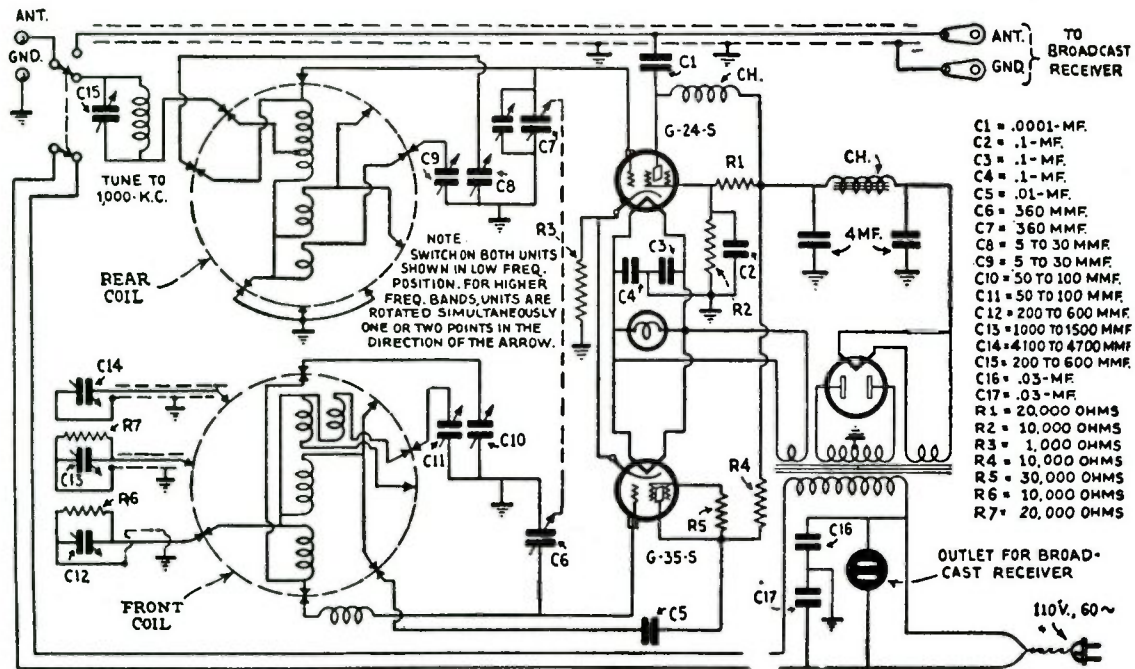 ANT.
GND.
C15
TUNE TO
1,000-K.C.
REAR
COIL
C9
C8
C7
NOTE
SWITCH ON BOTH UNITS
SHOWN IN LOW FREQ.
POSITION. FOR HIGHER
FREQ. BANDS, UNITS ARE
ROTATED SIMULTANEOUSLY
ONE OR TWO POINTS IN THE
DIRECTION OF THE ARROW.
C14
R7
C13
R6
C12
FRONT
COIL
C11
C10
C6
C5
C1
CH.
G-24-S
R1
R3
C3
C4
C2
R2
R4
R5
G-35-S
CH.
4MF.
C16
C17
OUTLET FOR BROAD-
CAST RECEIVER
110V., 60~
ANT.
GND.
TO
BROADCAST
RECEIVER
C1 = .0001-MF.
C2 = .1-MF.
C3 = .1-MF.
C4 = .1-MF.
C5 = .01-MF.
C6 = 360 MMF.
C7 = 360 MMF.
C8 = 5 TO 30 MMF.
C9 = 5 TO 30 MMF.
C10 = 50 TO 100 MMF.
C11 = 50 TO 100 MMF.
C12 = 200 TO 600 MMF.
C13 = 1000 TO 1500 MMF
C14 = 4100 TO 4700 MMF
C15 = 200 TO 600 MMF.
C16 = .03-MF.
C17 = .03-MF.
R1 = 20,000 OHMS
R2 = 10,000 OHMS
R3 = 1,000 OHMS
R4 = 10,000 OHMS
R5 = 30,000 OHMS
R6 = 10,000 OHMS
R7 = 20,000 OHMS